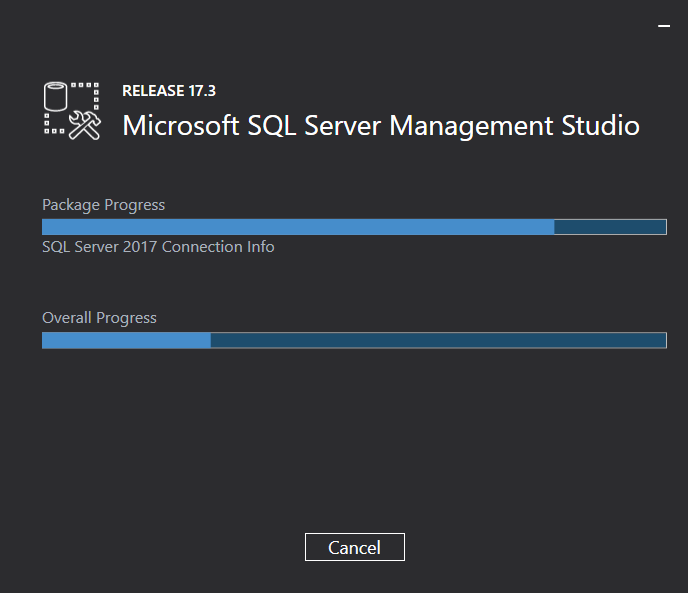 RELEASE 17.3
Microsoft SQL Server Management Studio
Package Progress
SQL Server 2017 Connection Info
Overall Progress
Cancel